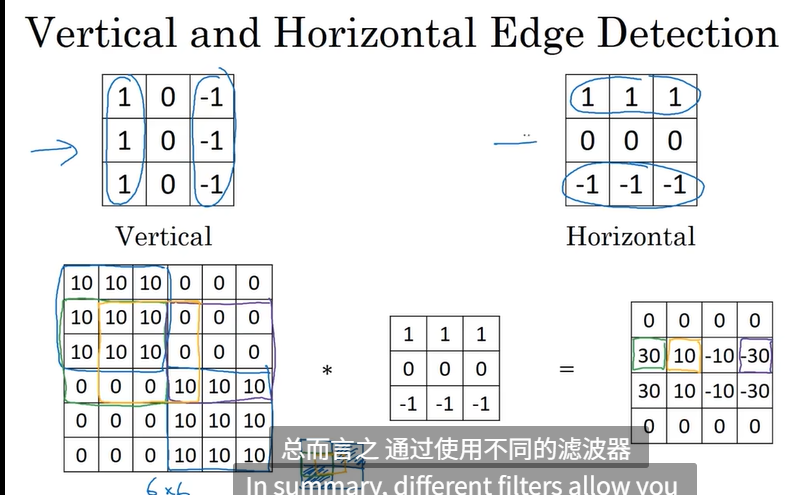 Vertical and Horizontal Edge Detection
1 0 -1
1 0 -1
1 0 -1
Vertical
1 1 1
0 0 0
-1 -1 -1
Horizontal
10 10 10 0 0 0
10 10 10 0 0 0
10 10 10 0 0 0
0 0 0 10 10 10
0 0 0 10 10 10
0 0 0 10 10 10
6×6
*
1 1 1
0 0 0
-1 -1 -1
=
0 0 0 0
30 10 -10 -30
30 10 -10 -30
0 0 0 0
总而言之 通过使用不同的滤波器
In summary, different filters allow you